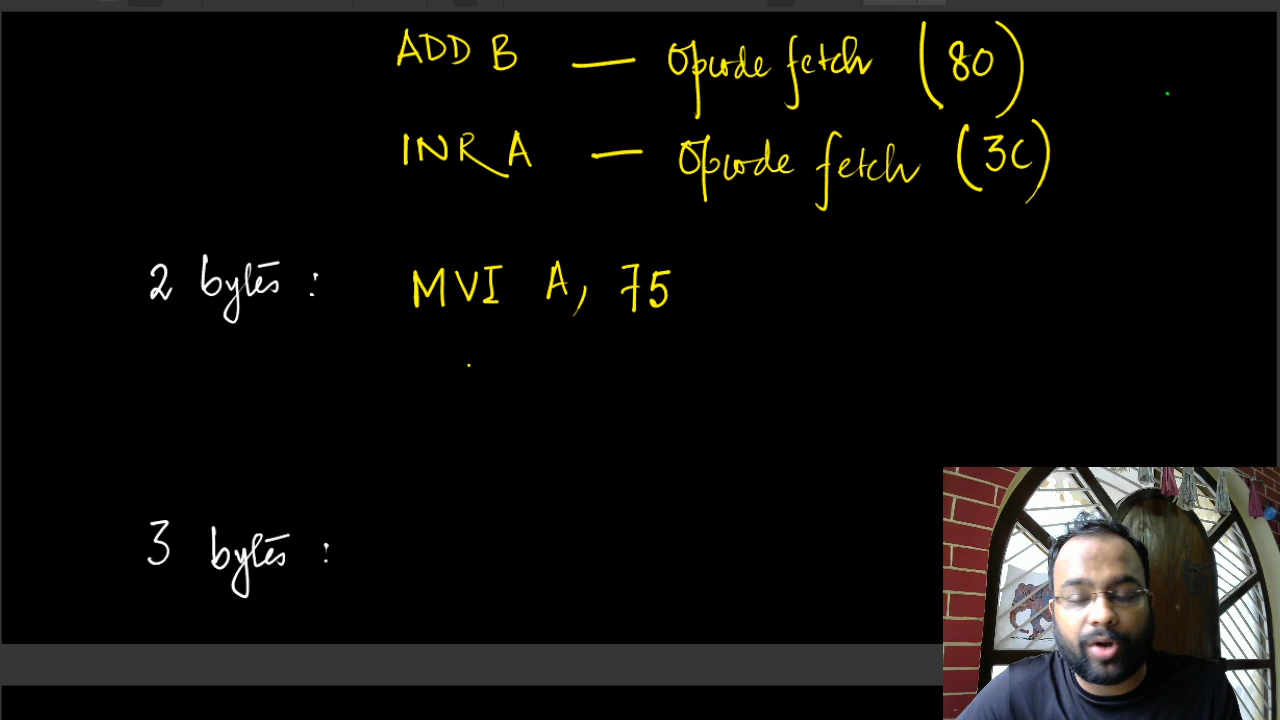 ADD B — Opcode fetch (80)
INR A — Opcode fetch (3C)
2 bytes : MVI A, 75
3 bytes :